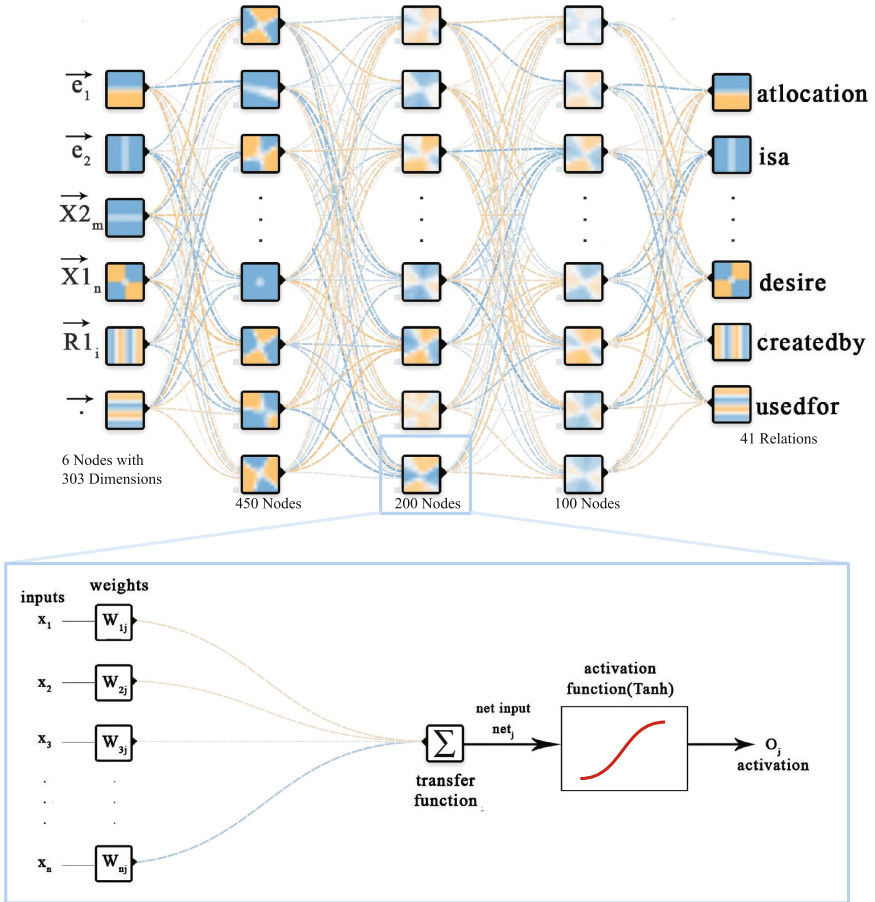 e₁
e₂
X2ₘ
X1ₙ
R1ᵢ
.
atlocation
isa
desire
createdby
usedfor
41 Relations
6 Nodes with
303 Dimensions
450 Nodes
200 Nodes
100 Nodes
inputs
weights
x₁
W₁ⱼ
x₂
W₂ⱼ
x₃
W₃ⱼ
xₙ
Wₙⱼ
Σ
transfer
function
net input
netⱼ
activation
function(Tanh)
Oⱼ
activation